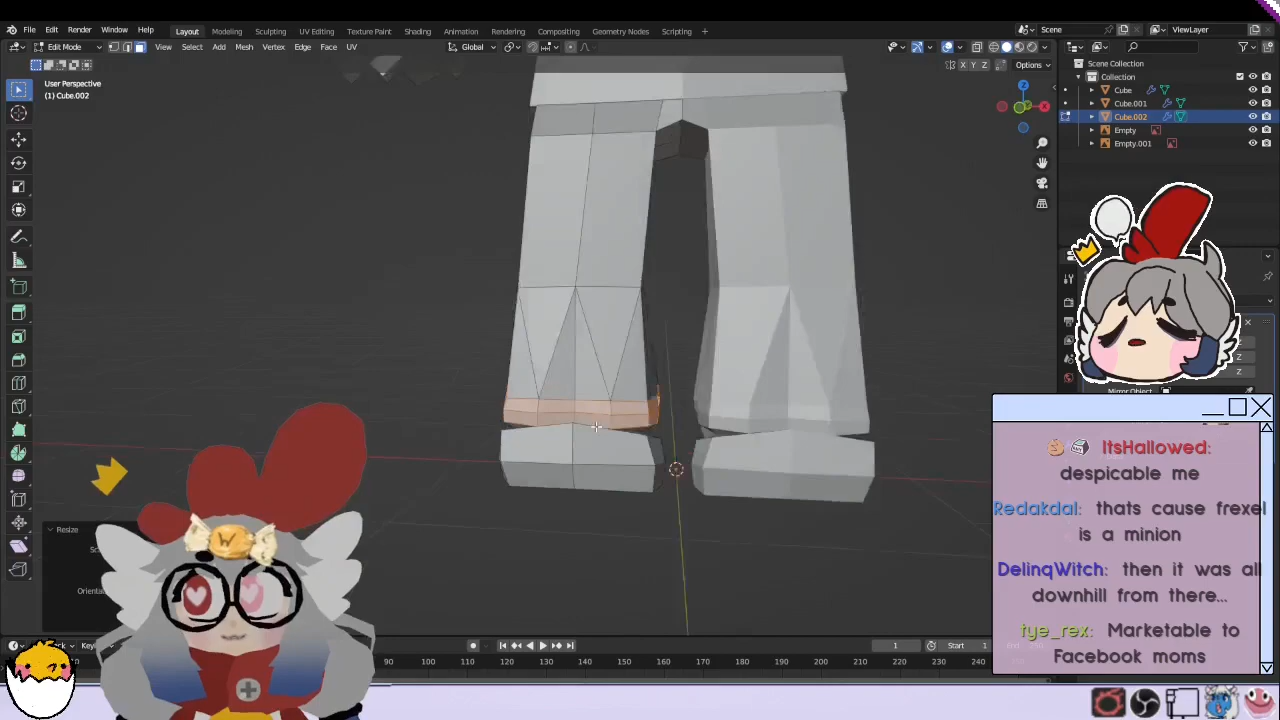 File Edit Render Window Help
Layout Modeling Sculpting UV Editing Texture Paint Shading Animation Rendering Compositing Geometry Nodes Scripting +
Scene
ViewLayer
Edit Mode
View Select Add Mesh Vertex Edge Face UV
Global
X Y Z
Options
User Perspective
(1) Cube.002
Scene Collection
Collection
Cube
Cube.001
Cube.002
Empty
Empty.001
Z
Z
Mirror Object
ItsHallowed:
despicable me
Redakdal: thats cause frexel
is a minion
DelinqWitch: then it was all
downhill from there...
tye_rex: Marketable to
Facebook moms
Resize
W
1
Start 1
90 100 110 120 130 140 150 160 170 180 190 200 210 220 230 240